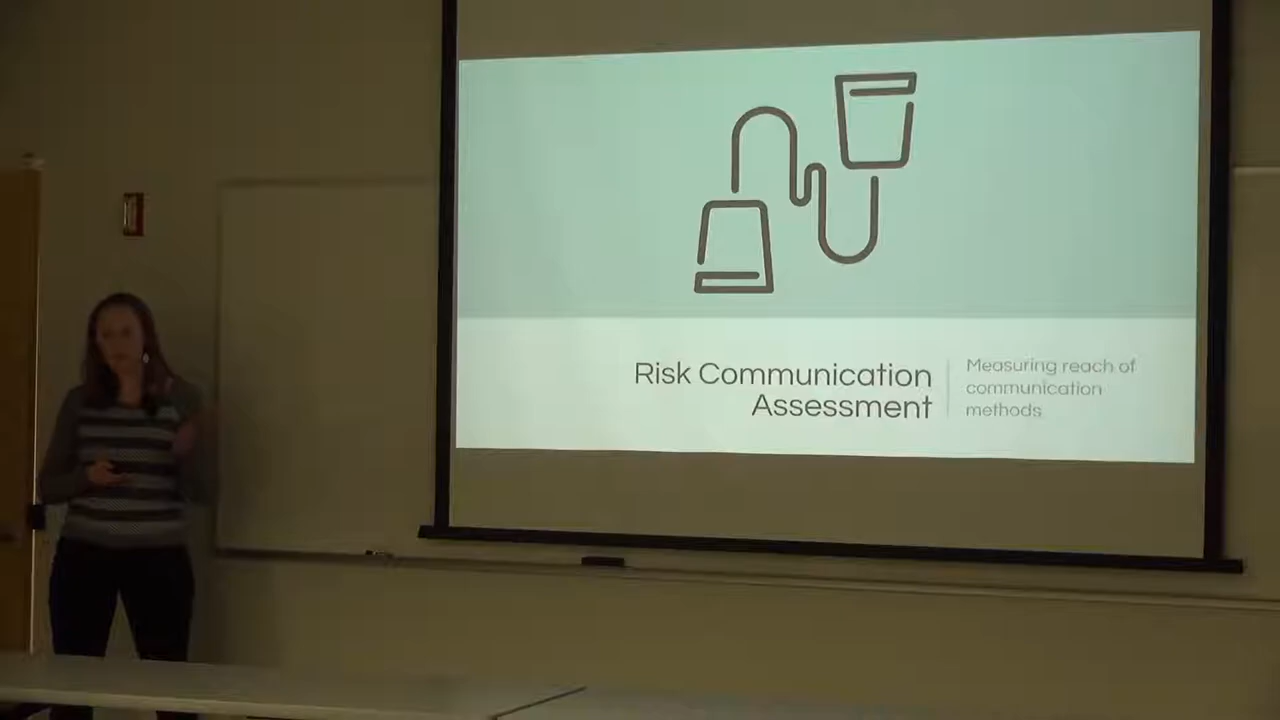 Risk Communication
Assessment
Measuring reach of
communication
methods